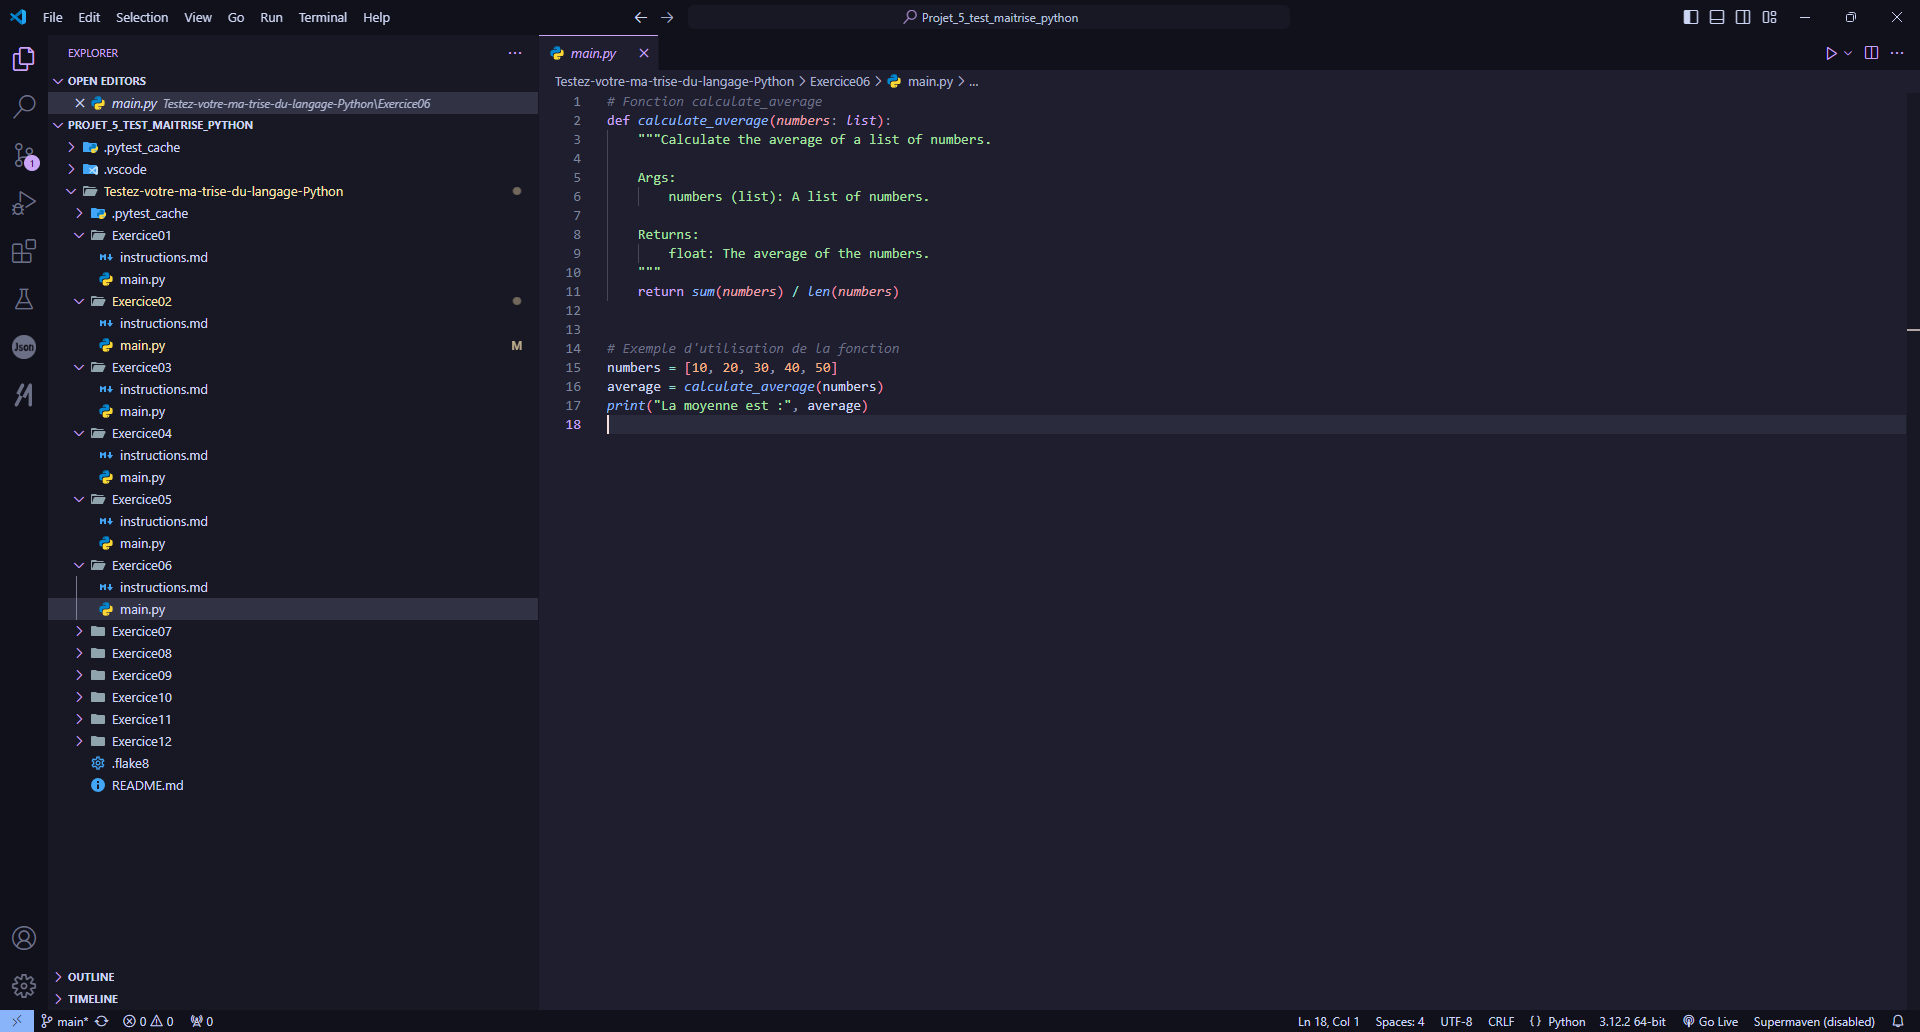 File Edit Selection View Go Run Terminal Help
Projet_5_test_maitrise_python
EXPLORER
OPEN EDITORS
main.py Testez-votre-ma-trise-du-langage-Python\Exercice06
PROJET_5_TEST_MAITRISE_PYTHON
.pytest_cache
.vscode
Testez-votre-ma-trise-du-langage-Python
.pytest_cache
Exercice01
instructions.md
main.py
Exercice02
instructions.md
main.py M
Exercice03
instructions.md
main.py
Exercice04
instructions.md
main.py
Exercice05
instructions.md
main.py
Exercice06
instructions.md
main.py
Exercice07
Exercice08
Exercice09
Exercice10
Exercice11
Exercice12
.flake8
README.md
OUTLINE
TIMELINE
1
Json
main.py
Testez-votre-ma-trise-du-langage-Python > Exercice06 > main.py > ...
1 # Fonction calculate_average
2 def calculate_average(numbers: list):
3 """Calculate the average of a list of numbers.
4
5 Args:
6 numbers (list): A list of numbers.
7
8 Returns:
9 float: The average of the numbers.
10 """
11 return sum(numbers) / len(numbers)
12
13
14 # Exemple d'utilisation de la fonction
15 numbers = [10, 20, 30, 40, 50]
16 average = calculate_average(numbers)
17 print("La moyenne est :", average)
18
main* 0 0 0
Ln 18, Col 1 Spaces: 4 UTF-8 CRLF {} Python 3.12.2 64-bit Go Live Supermaven (disabled)